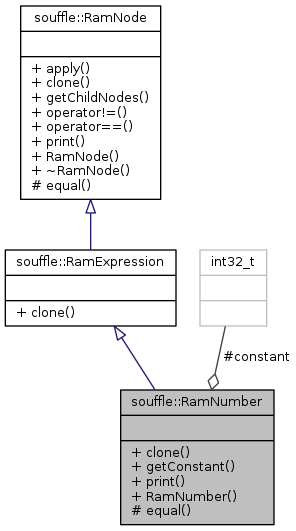 souffle::RamNode
+ apply()
+ clone()
+ getChildNodes()
+ operator!=()
+ operator==()
+ print()
+ RamNode()
+ ~RamNode()
# equal()
souffle::RamExpression
+ clone()
int32_t
#constant
souffle::RamNumber
+ clone()
+ getConstant()
+ print()
+ RamNumber()
# equal()